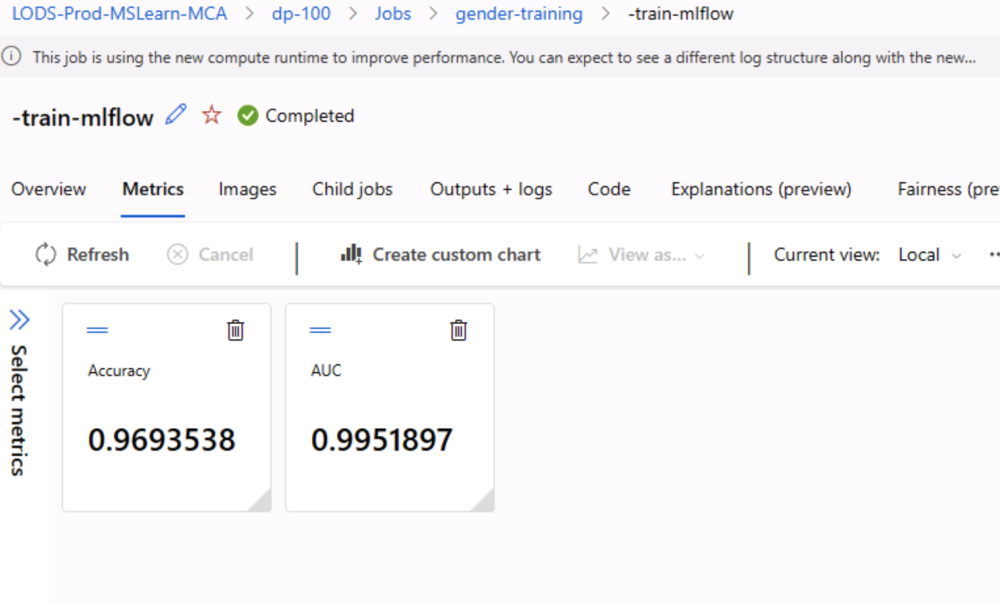 LODS-Prod-MSLearn-MCA > dp-100 > Jobs > gender-training > -train-mlflow
This job is using the new compute runtime to improve performance. You can expect to see a different log structure along with the new...
-train-mlflow Completed
Overview Metrics Images Child jobs Outputs + logs Code Explanations (preview) Fairness (pre
Refresh Cancel | Create custom chart View as... | Current view: Local
Select metrics
Accuracy
0.9693538
AUC
0.9951897